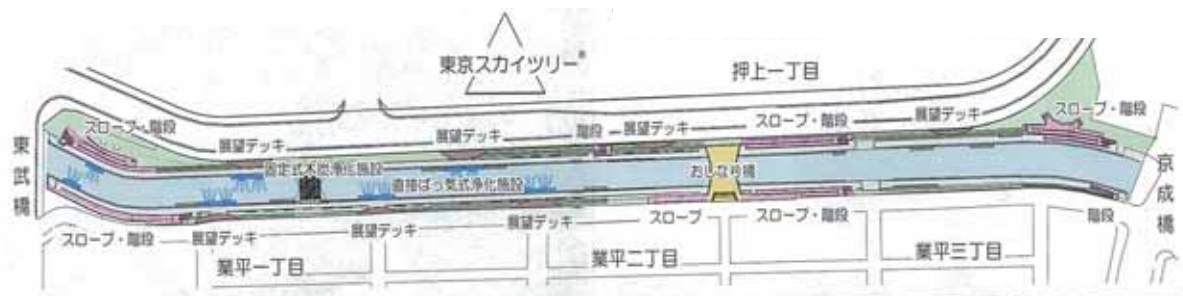 東京スカイツリー®
押上一丁目
スロープ・階段
展望デッキ
展望デッキ
階段
展望デッキ
スロープ・階段
展望デッキ
スロープ・階段
東武橋
固定式木炭浄化施設
直接ばっ気式浄化施設
おしなり橋
京成橋
スロープ・階段
展望デッキ
展望デッキ
展望デッキ
スロープ
スロープ・階段
階段
業平一丁目
業平二丁目
業平三丁目